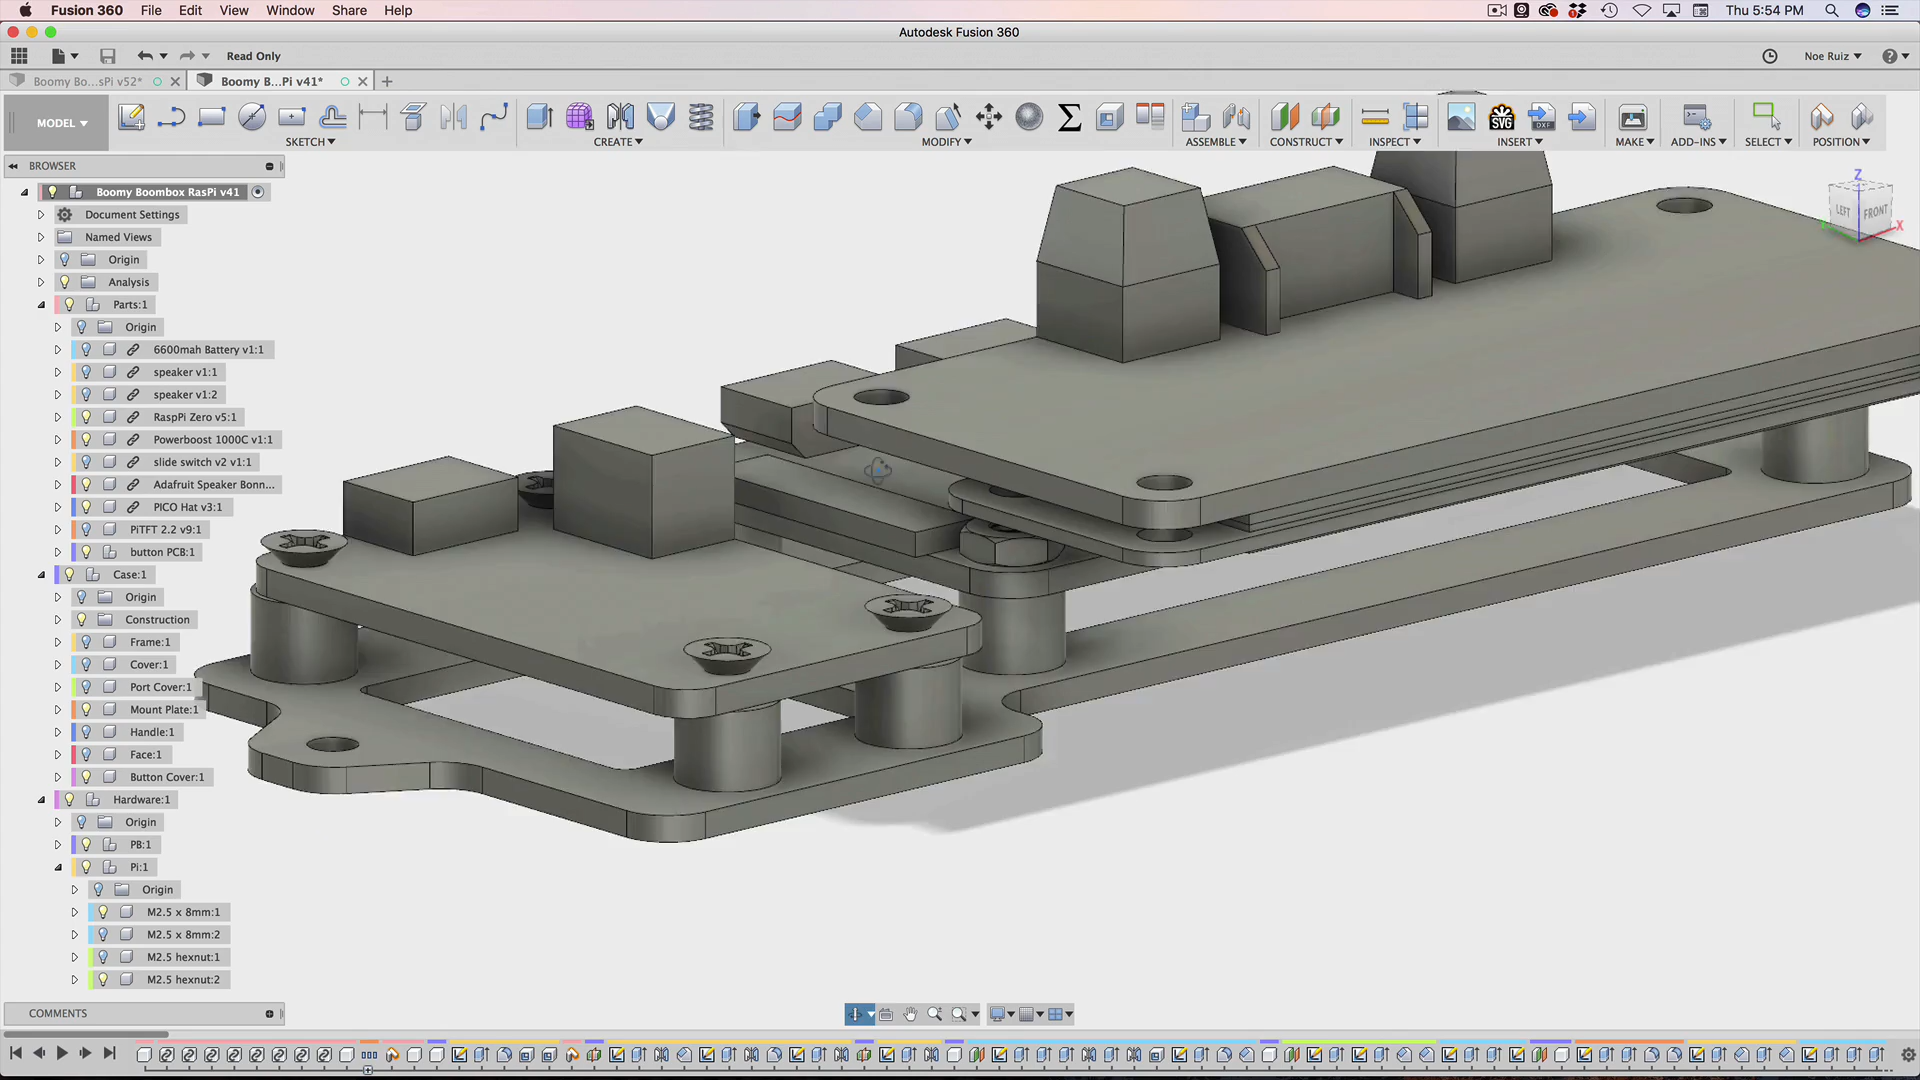 Fusion 360 File Edit View Window Share Help Thu 5:54 PM
Autodesk Fusion 360
Read Only Noe Ruiz
Boomy Bo...sPi v52* Boomy B...Pi v41*
MODEL SKETCH CREATE MODIFY ASSEMBLE CONSTRUCT INSPECT INSERT MAKE ADD-INS SELECT POSITION
SVG DXF
BROWSER
Boomy Boombox RasPi v41
Document Settings
Named Views
Origin
Analysis
Parts:1
Origin
6600mah Battery v1:1
speaker v1:1
speaker v1:2
RaspPi Zero v5:1
Powerboost 1000C v1:1
slide switch v2 v1:1
Adafruit Speaker Bonn...
PICO Hat v3:1
PiTFT 2.2 v9:1
button PCB:1
Case:1
Origin
Construction
Frame:1
Cover:1
Port Cover:1
Mount Plate:1
Handle:1
Face:1
Button Cover:1
Hardware:1
Origin
PB:1
Pi:1
Origin
M2.5 x 8mm:1
M2.5 x 8mm:2
M2.5 hexnut:1
M2.5 hexnut:2
COMMENTS
Z
LEFT FRONT
X